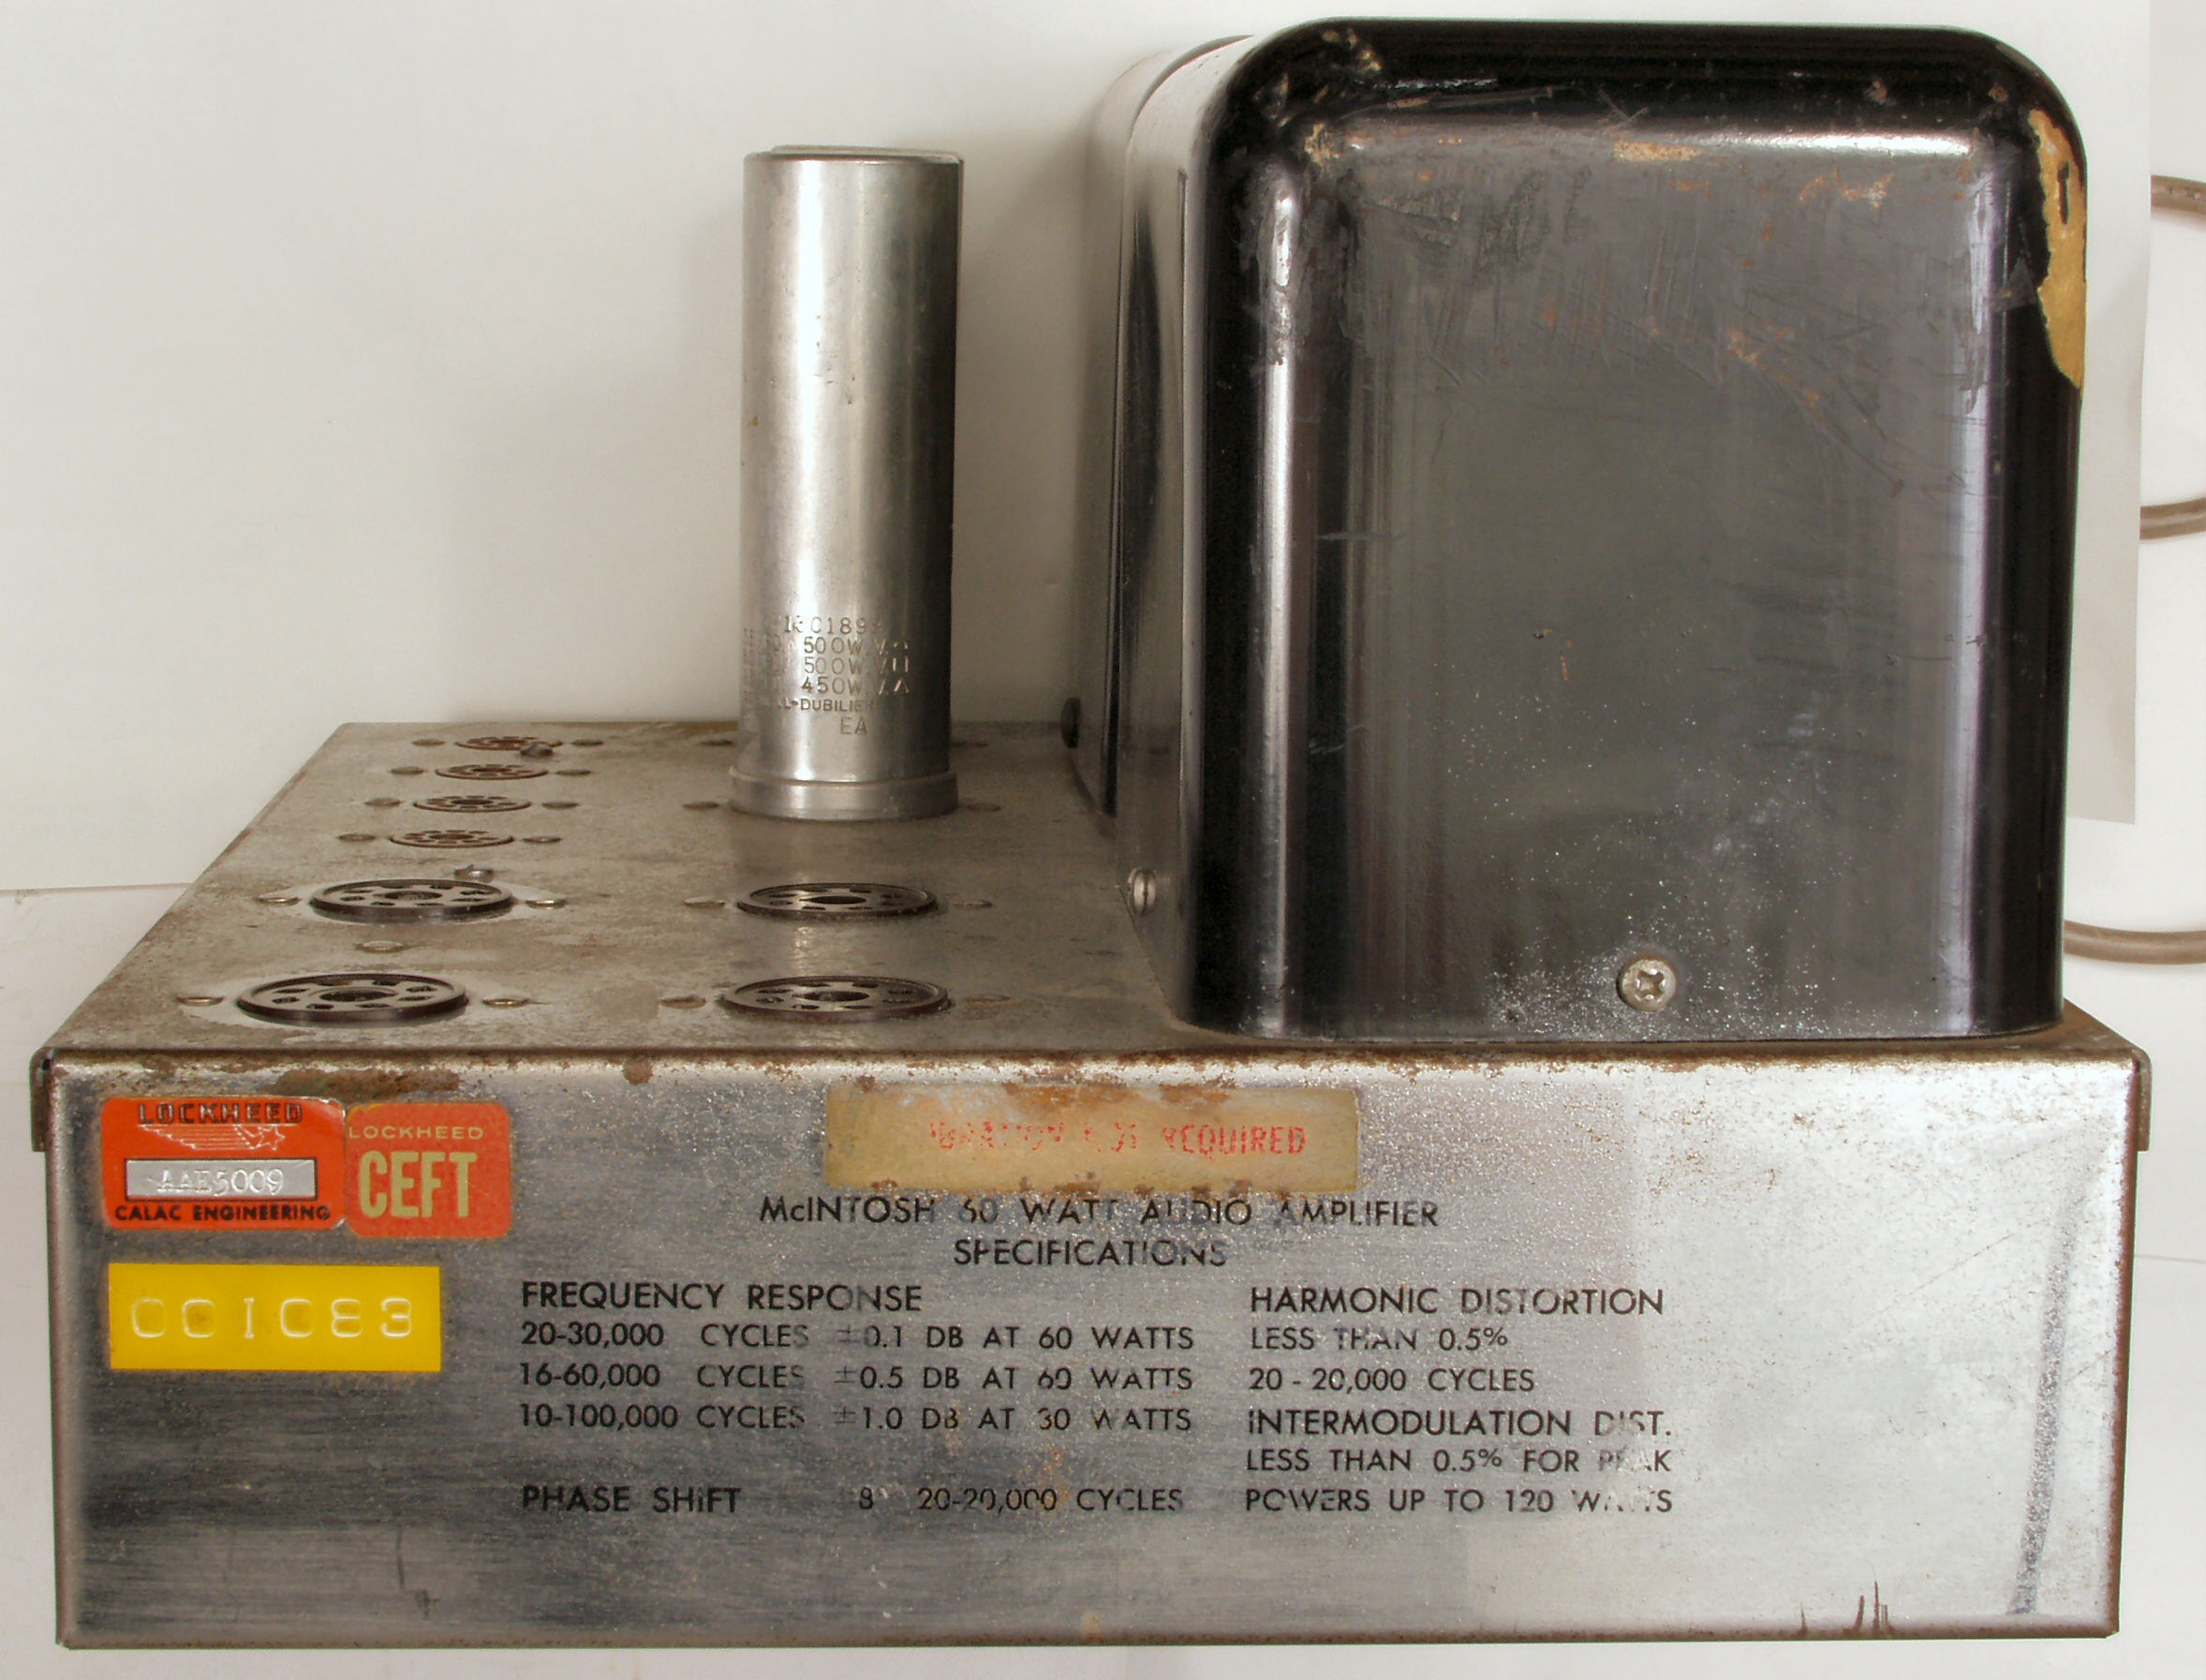 500W
500W
450W
EA
LOCKHEED
AAE5009
CALAC ENGINEERING
LOCKHEED
CEFT
001083
NOT REQUIRED
McINTOSH 60 WATT AUDIO AMPLIFIER
SPECIFICATIONS
FREQUENCY RESPONSE
20-30,000 CYCLES ±0.1 DB AT 60 WATTS
16-60,000 CYCLES ±0.5 DB AT 60 WATTS
10-100,000 CYCLES ±1.0 DB AT 30 WATTS
PHASE SHIFT 8° 20-20,000 CYCLES
HARMONIC DISTORTION
LESS THAN 0.5%
20 - 20,000 CYCLES
INTERMODULATION DIST.
LESS THAN 0.5% FOR PEAK
POWERS UP TO 120 WATTS